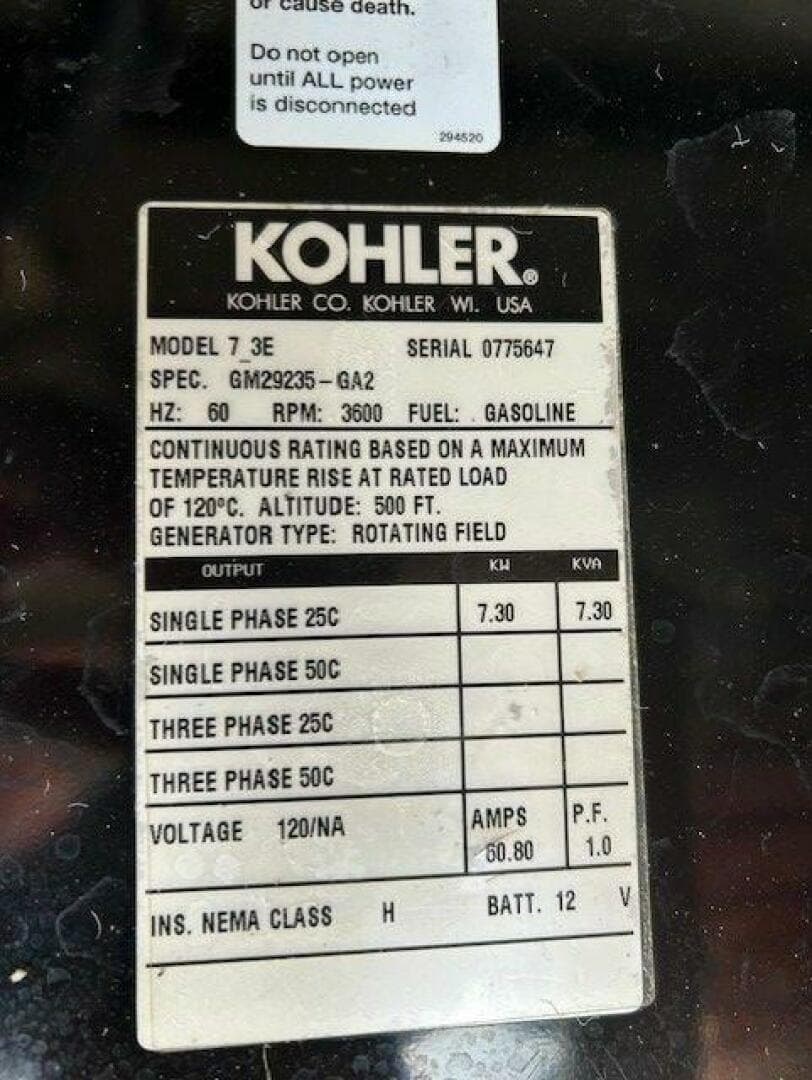 or cause death.
Do not open
until ALL power
is disconnected
294520
KOHLER®
KOHLER CO. KOHLER WI. USA
MODEL 7_3E SERIAL 0775647
SPEC. GM29235-GA2
HZ: 60 RPM: 3600 FUEL: GASOLINE
CONTINUOUS RATING BASED ON A MAXIMUM
TEMPERATURE RISE AT RATED LOAD
OF 120ºC. ALTITUDE: 500 FT.
GENERATOR TYPE: ROTATING FIELD
OUTPUT KW KVA
SINGLE PHASE 25C 7.30 7.30
SINGLE PHASE 50C
THREE PHASE 25C
THREE PHASE 50C
VOLTAGE 120/NA AMPS P.F.
60.80 1.0
INS. NEMA CLASS H BATT. 12 V